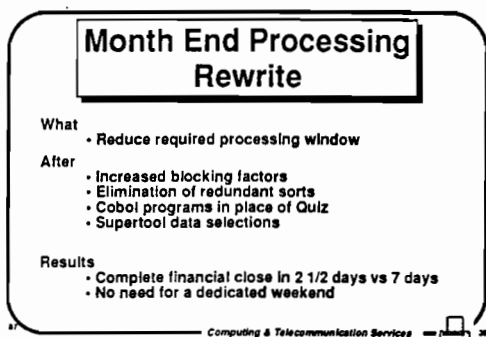 Month End Processing
Rewrite
What
• Reduce required processing window
After
• Increased blocking factors
• Elimination of redundant sorts
• Cobol programs in place of Quiz
• Supertool data selections
Results
• Complete financial close in 2 1/2 days vs 7 days
• No need for a dedicated weekend
Computing & Telecommunication Services